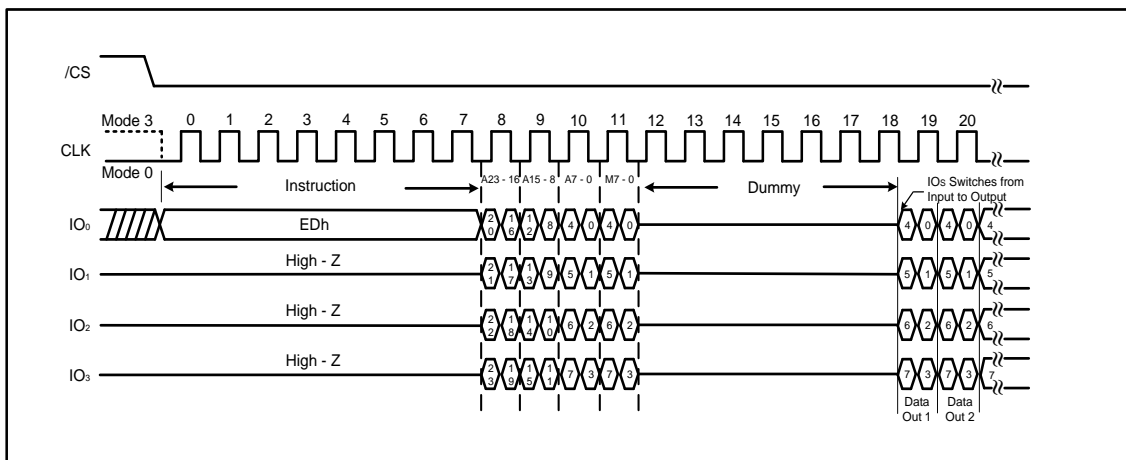 /CS
Mode 3 0 1 2 3 4 5 6 7 8 9 10 11 12 13 14 15 16 17 18 19 20
CLK
Mode 0
Instruction
A23 - 16 A15 - 8 A7 - 0 M7 - 0
Dummy
IOS Switches from
Input to Output
IO0 EDh 20 16 12 8 4 0 4 0 4 0 4 0 4
IO1 High - Z 21 17 13 9 5 1 5 1 5 1 5 1 5
IO2 High - Z 22 18 14 10 6 2 6 2 6 2 6 2 6
IO3 High - Z 23 19 15 11 7 3 7 3 7 3 7 3 7
Data Data
Out 1 Out 2